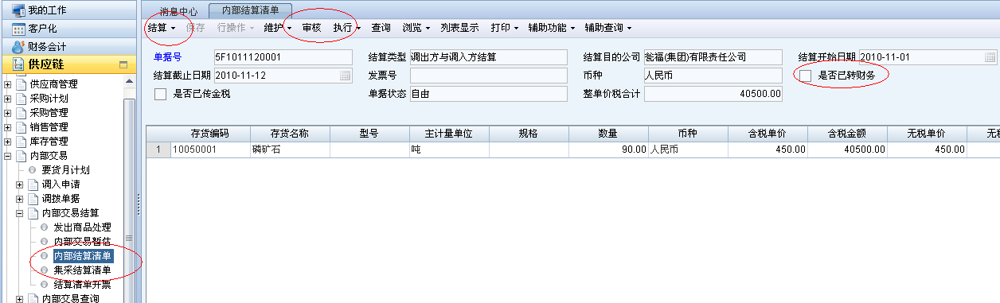 我的工作
客户化
财务会计
供应链
供应商管理
采购计划
采购管理
销售管理
库存管理
内部交易
要货月计划
调入申请
调拨单据
内部交易结算
发出商品处理
内部交易暂估
内部结算清单
集采结算清单
结算清单开票
内部交易查询
消息中心 内部结算清单
结算 保存 行操作 维护 审核 执行 查询 浏览 列表显示 打印 辅助功能 辅助查询
单据号 5F1011120001 结算类型 调出方与调入方结算 结算目的公司 瓮福(集团)有限责任公司 结算开始日期 2010-11-01
结算截止日期 2010-11-12 发票号 币种 人民币 是否已转财务
是否已传金税 单据状态 自由 整单价税合计 40500.00
存货编码 存货名称 型号 主计量单位 规格 数量 币种 含税单价 含税金额 无税单价 无税
1 10050001 磷矿石 吨 90.00 人民币 450.00 40500.00 450.00